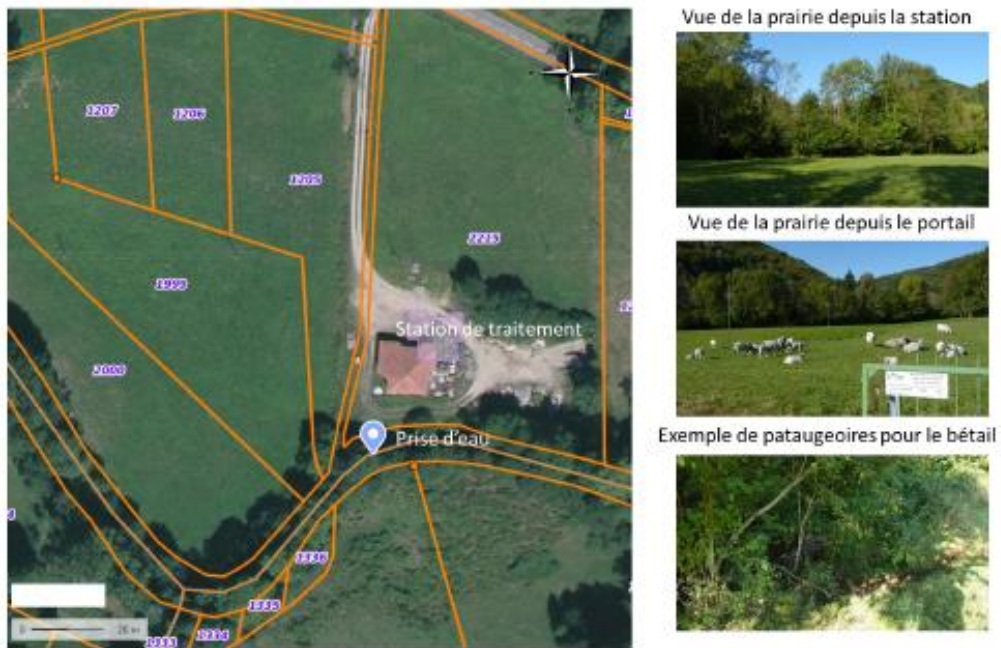 Vue de la prairie depuis la station
1207
1206
1205
2215
1999
Station de traitement
2000
Prise d'eau
1336
1335
1334
1333
Vue de la prairie depuis le portail
Exemple de pataugeoires pour le bétail